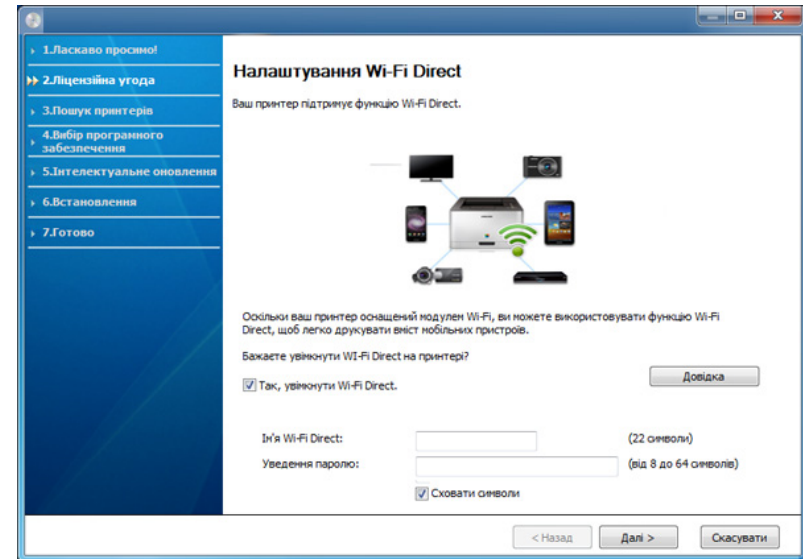 1.Ласкаво просимо!
2.Ліцензійна угода
3.Пошук принтерів
4.Вибір програмного
забезпечення
5.Інтелектуальне оновлення
6.Встановлення
7.Готово
Налаштування Wi-Fi Direct
Ваш принтер підтримує функцію Wi-Fi Direct.
Оскільки ваш принтер оснащений модулем Wi-Fi, ви можете використовувати функцію Wi-Fi
Direct, щоб легко друкувати вміст мобільних пристроїв.
Бажаєте увімкнути WI-Fi Direct на принтері?
Так, увімкнути Wi-Fi Direct.
Довідка
Ім'я Wi-Fi Direct: (22 символи)
Уведення паролю: (від 8 до 64 символів)
Сховати символи
< Назад Далі > Скасувати